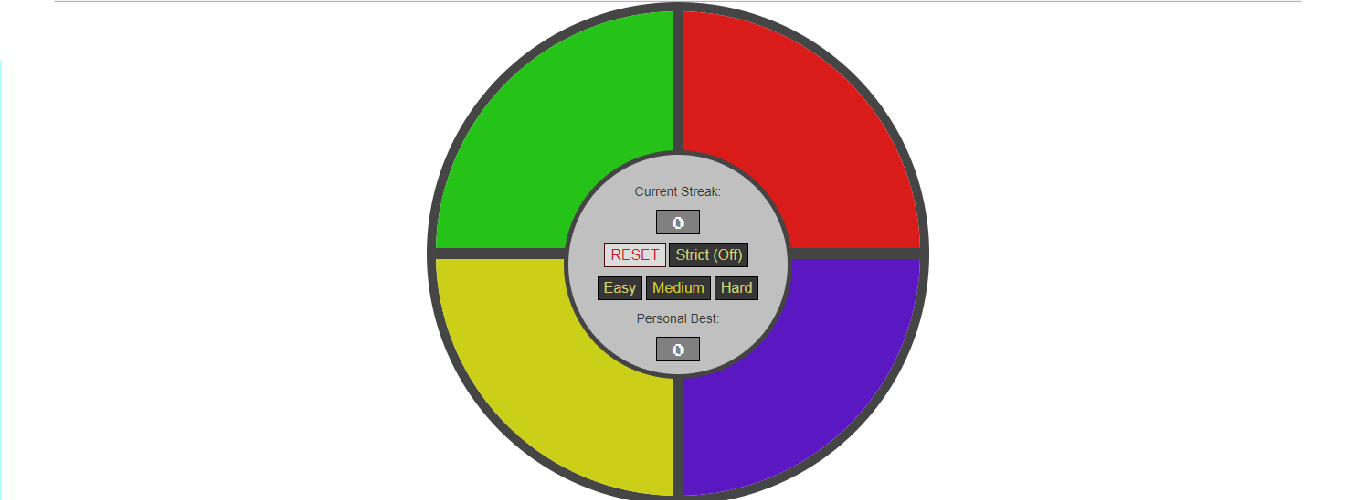 Current Streak:
0
RESET Strict (Off)
Easy Medium Hard
Personal Best:
0